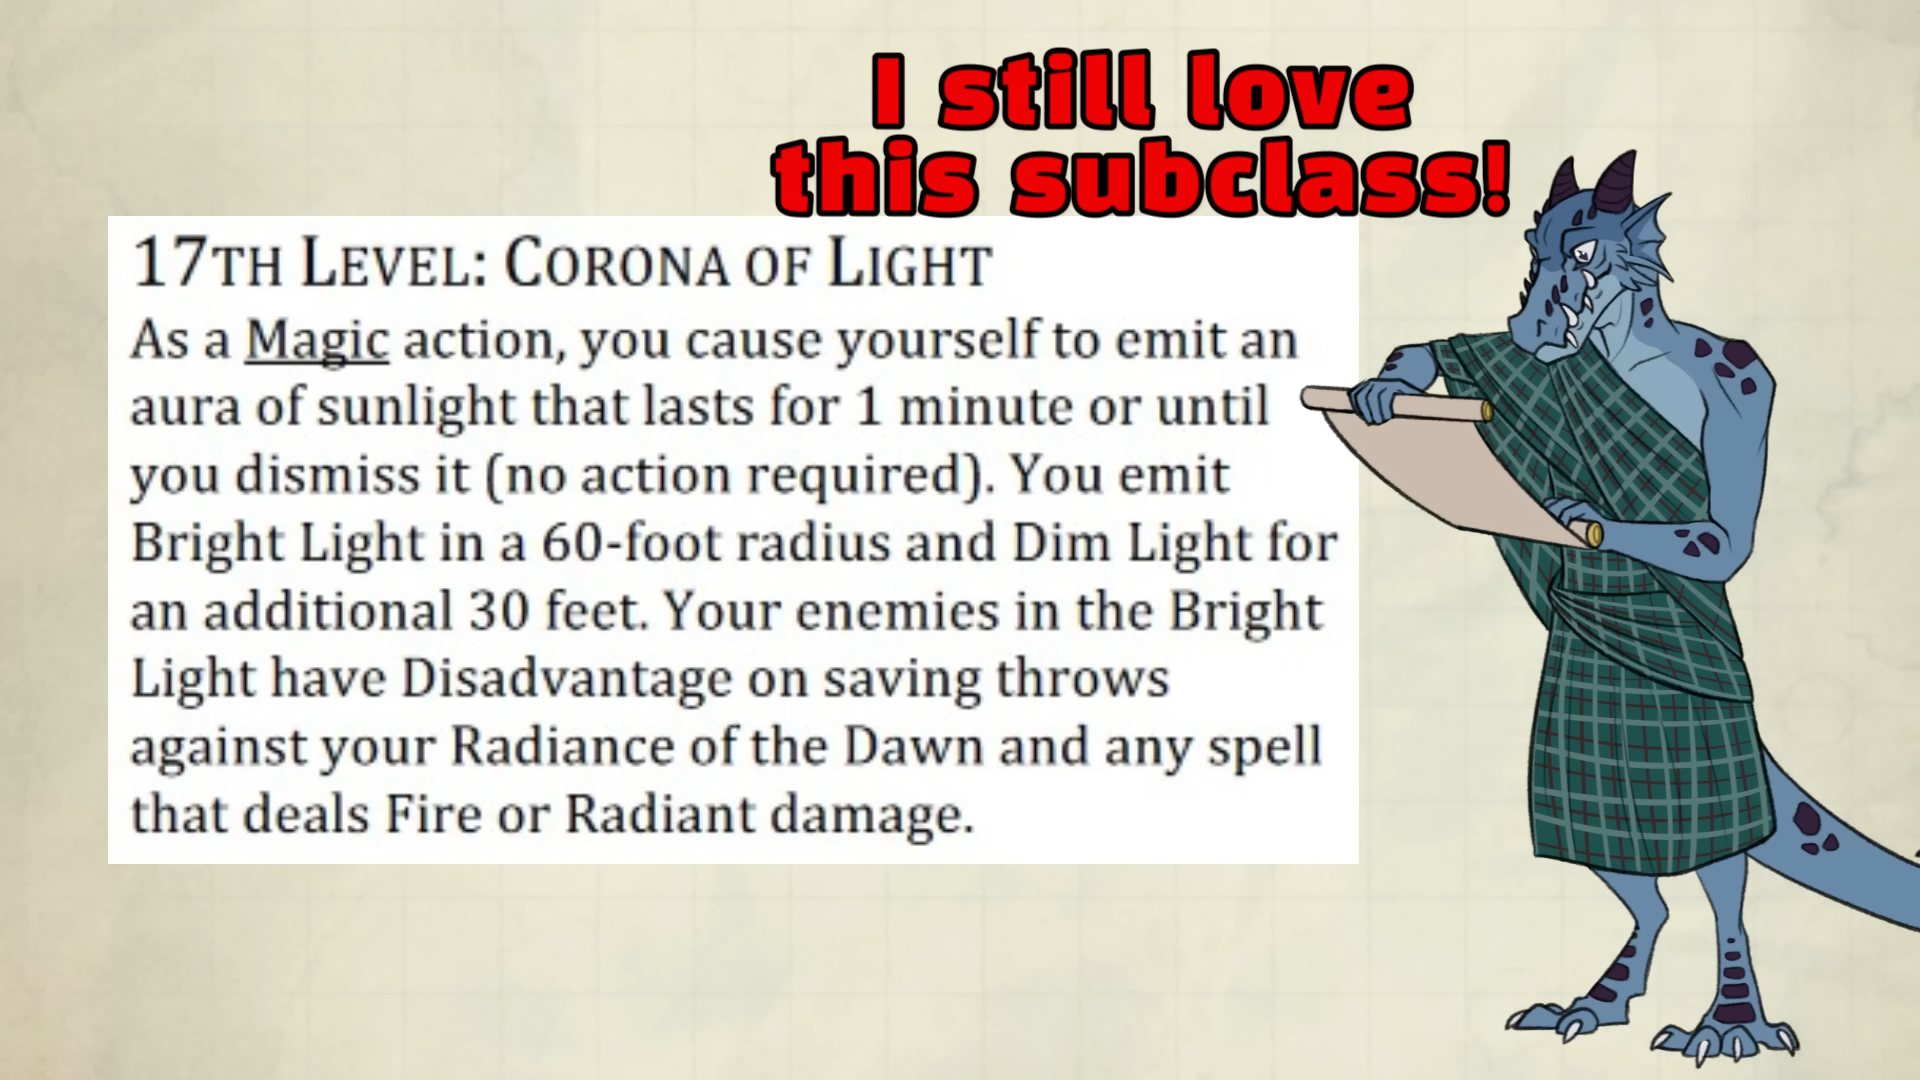 I still love
this subclass!
17TH LEVEL: CORONA OF LIGHT
As a Magic action, you cause yourself to emit an
aura of sunlight that lasts for 1 minute or until
you dismiss it (no action required). You emit
Bright Light in a 60-foot radius and Dim Light for
an additional 30 feet. Your enemies in the Bright
Light have Disadvantage on saving throws
against your Radiance of the Dawn and any spell
that deals Fire or Radiant damage.